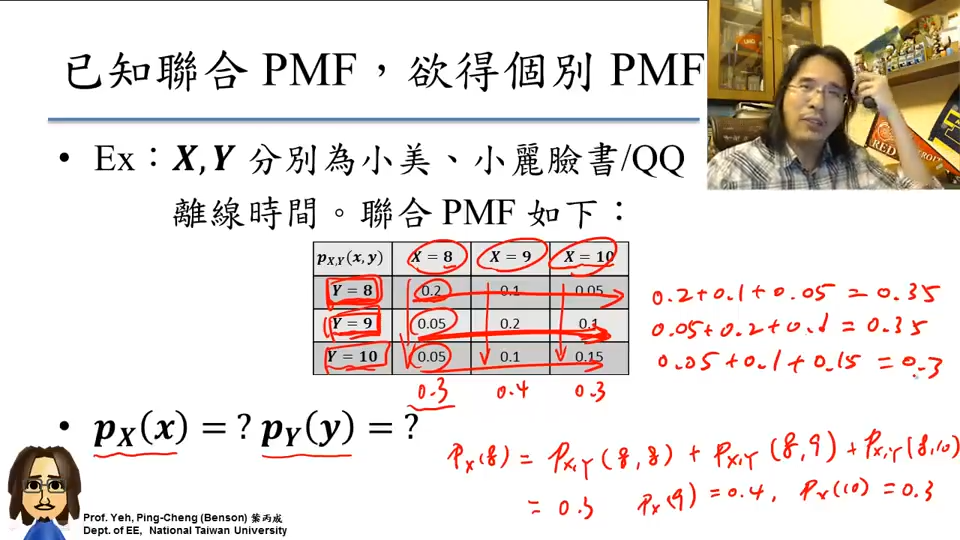 已知聯合 PMF，欲得個別 PMF
• Ex：X, Y 分別為小美、小麗臉書/QQ
離線時間。聯合 PMF 如下：
p_{X,Y}(x, y) X = 8 X = 9 X = 10
Y = 8 0.2 0.1 0.05
Y = 9 0.05 0.2 0.1
Y = 10 0.05 0.1 0.15
0.3 0.4 0.3
0.2+0.1+0.05 = 0.35
0.05+0.2+0.1 = 0.35
0.05+0.1+0.15 = 0.3
• p_X(x) = ? p_Y(y) = ?
P_X(8) = P_{X,Y}(8,8) + P_{X,Y}(8,9) + P_{X,Y}(8,10)
= 0.3 P_X(9) = 0.4, P_X(10) = 0.3
Prof. Yeh, Ping-Cheng (Benson) 葉丙成
Dept. of EE, National Taiwan University